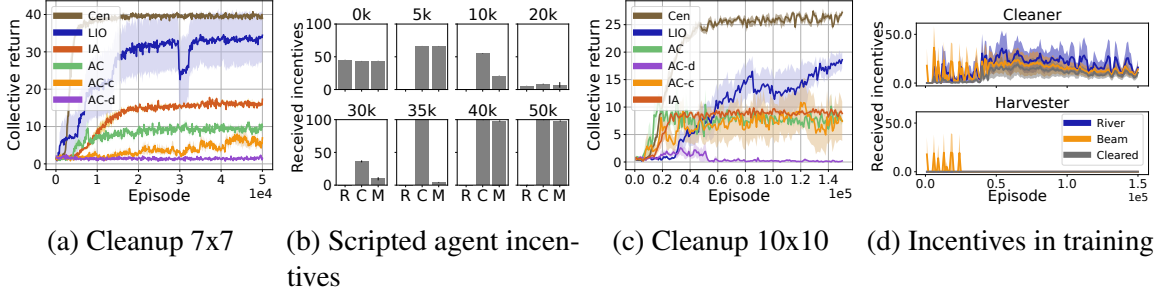 Cen
LIO
IA
AC
AC-c
AC-d
40
30
20
10
0
Collective return
0
1
2
3
4
5
1e4
Episode
0k
5k
10k
20k
100
50
0
30k
35k
40k
50k
100
50
0
Received incentives
R C M
R C M
R C M
R C M
Cen
LIO
AC
AC-d
AC-c
IA
25
20
15
10
5
0
Collective return
0.0 0.2 0.4 0.6 0.8 1.0 1.2 1.4
1e5
Episode
Cleaner
50.0
0.0
Harvester
50.0
0.0
River
Beam
Cleared
Received incentives
0.0
0.5
1.0
1.5
1e5
Episode
(a) Cleanup 7x7
(b) Scripted agent incen-
tives
(c) Cleanup 10x10
(d) Incentives in training